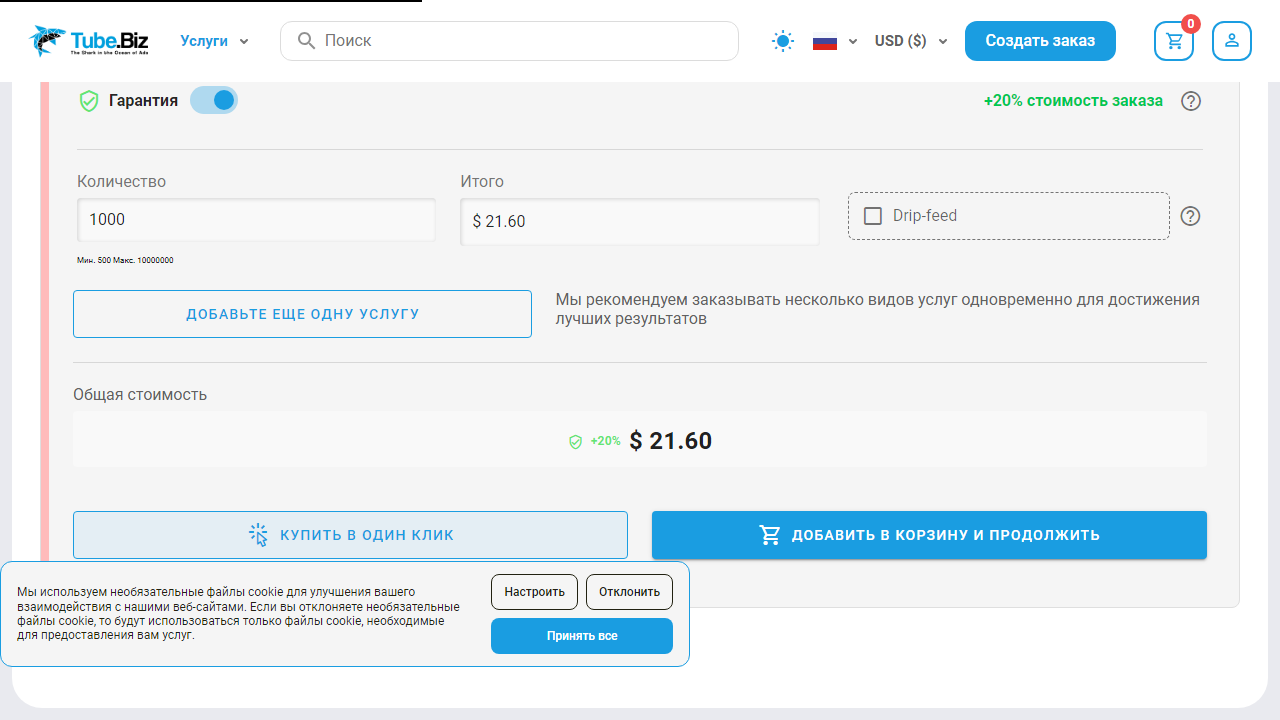 Tube.Biz
The Shark in the Ocean of Ads
Услуги
Поиск
USD ($)
Создать заказ
0
Гарантия
+20% стоимость заказа
Количество
Итого
1000
$ 21.60
Drip-feed
Мин. 500 Макс. 10000000
ДОБАВЬТЕ ЕЩЕ ОДНУ УСЛУГУ
Мы рекомендуем заказывать несколько видов услуг одновременно для достижения
лучших результатов
Общая стоимость
+20% $ 21.60
КУПИТЬ В ОДИН КЛИК
ДОБАВИТЬ В КОРЗИНУ И ПРОДОЛЖИТЬ
Мы используем необязательные файлы cookie для улучшения вашего
взаимодействия с нашими веб-сайтами. Если вы отклоняете необязательные
файлы cookie, то будут использоваться только файлы cookie, необходимые
для предоставления вам услуг.
Настроить
Отклонить
Принять все